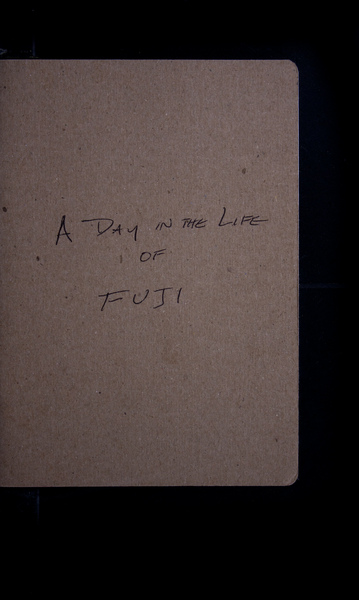 A DAY IN THE LIFE
OF
FUJI